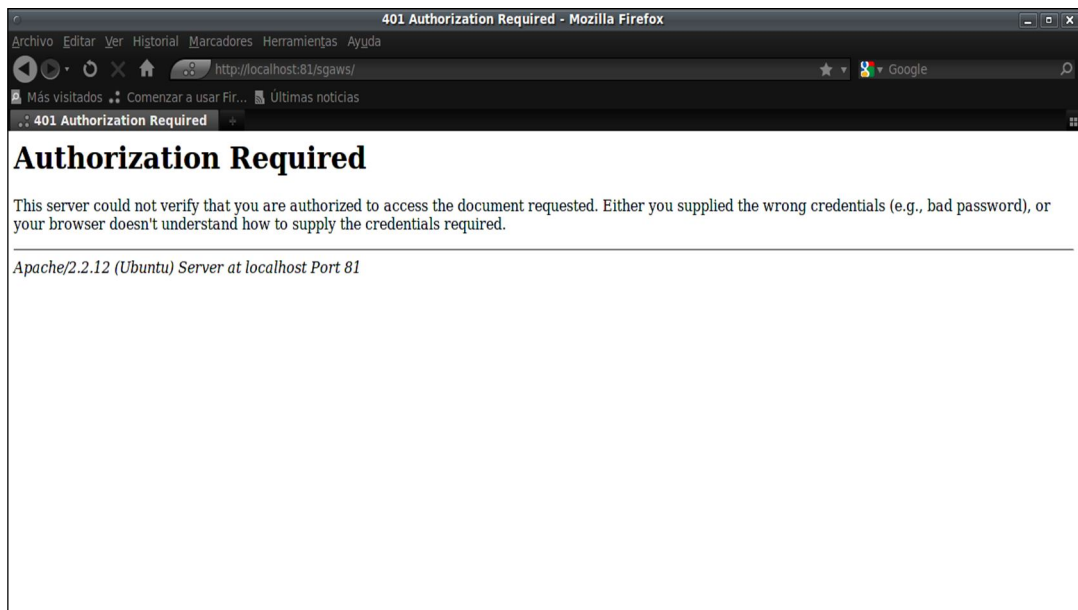 401 Authorization Required - Mozilla Firefox
Archivo Editar Ver Historial Marcadores Herramientas Ayuda
http://localhost:81/sgaws/ Google
Más visitados Comenzar a usar Fir... Últimas noticias
401 Authorization Required
Authorization Required
This server could not verify that you are authorized to access the document requested. Either you supplied the wrong credentials (e.g., bad password), or
your browser doesn't understand how to supply the credentials required.
Apache/2.2.12 (Ubuntu) Server at localhost Port 81